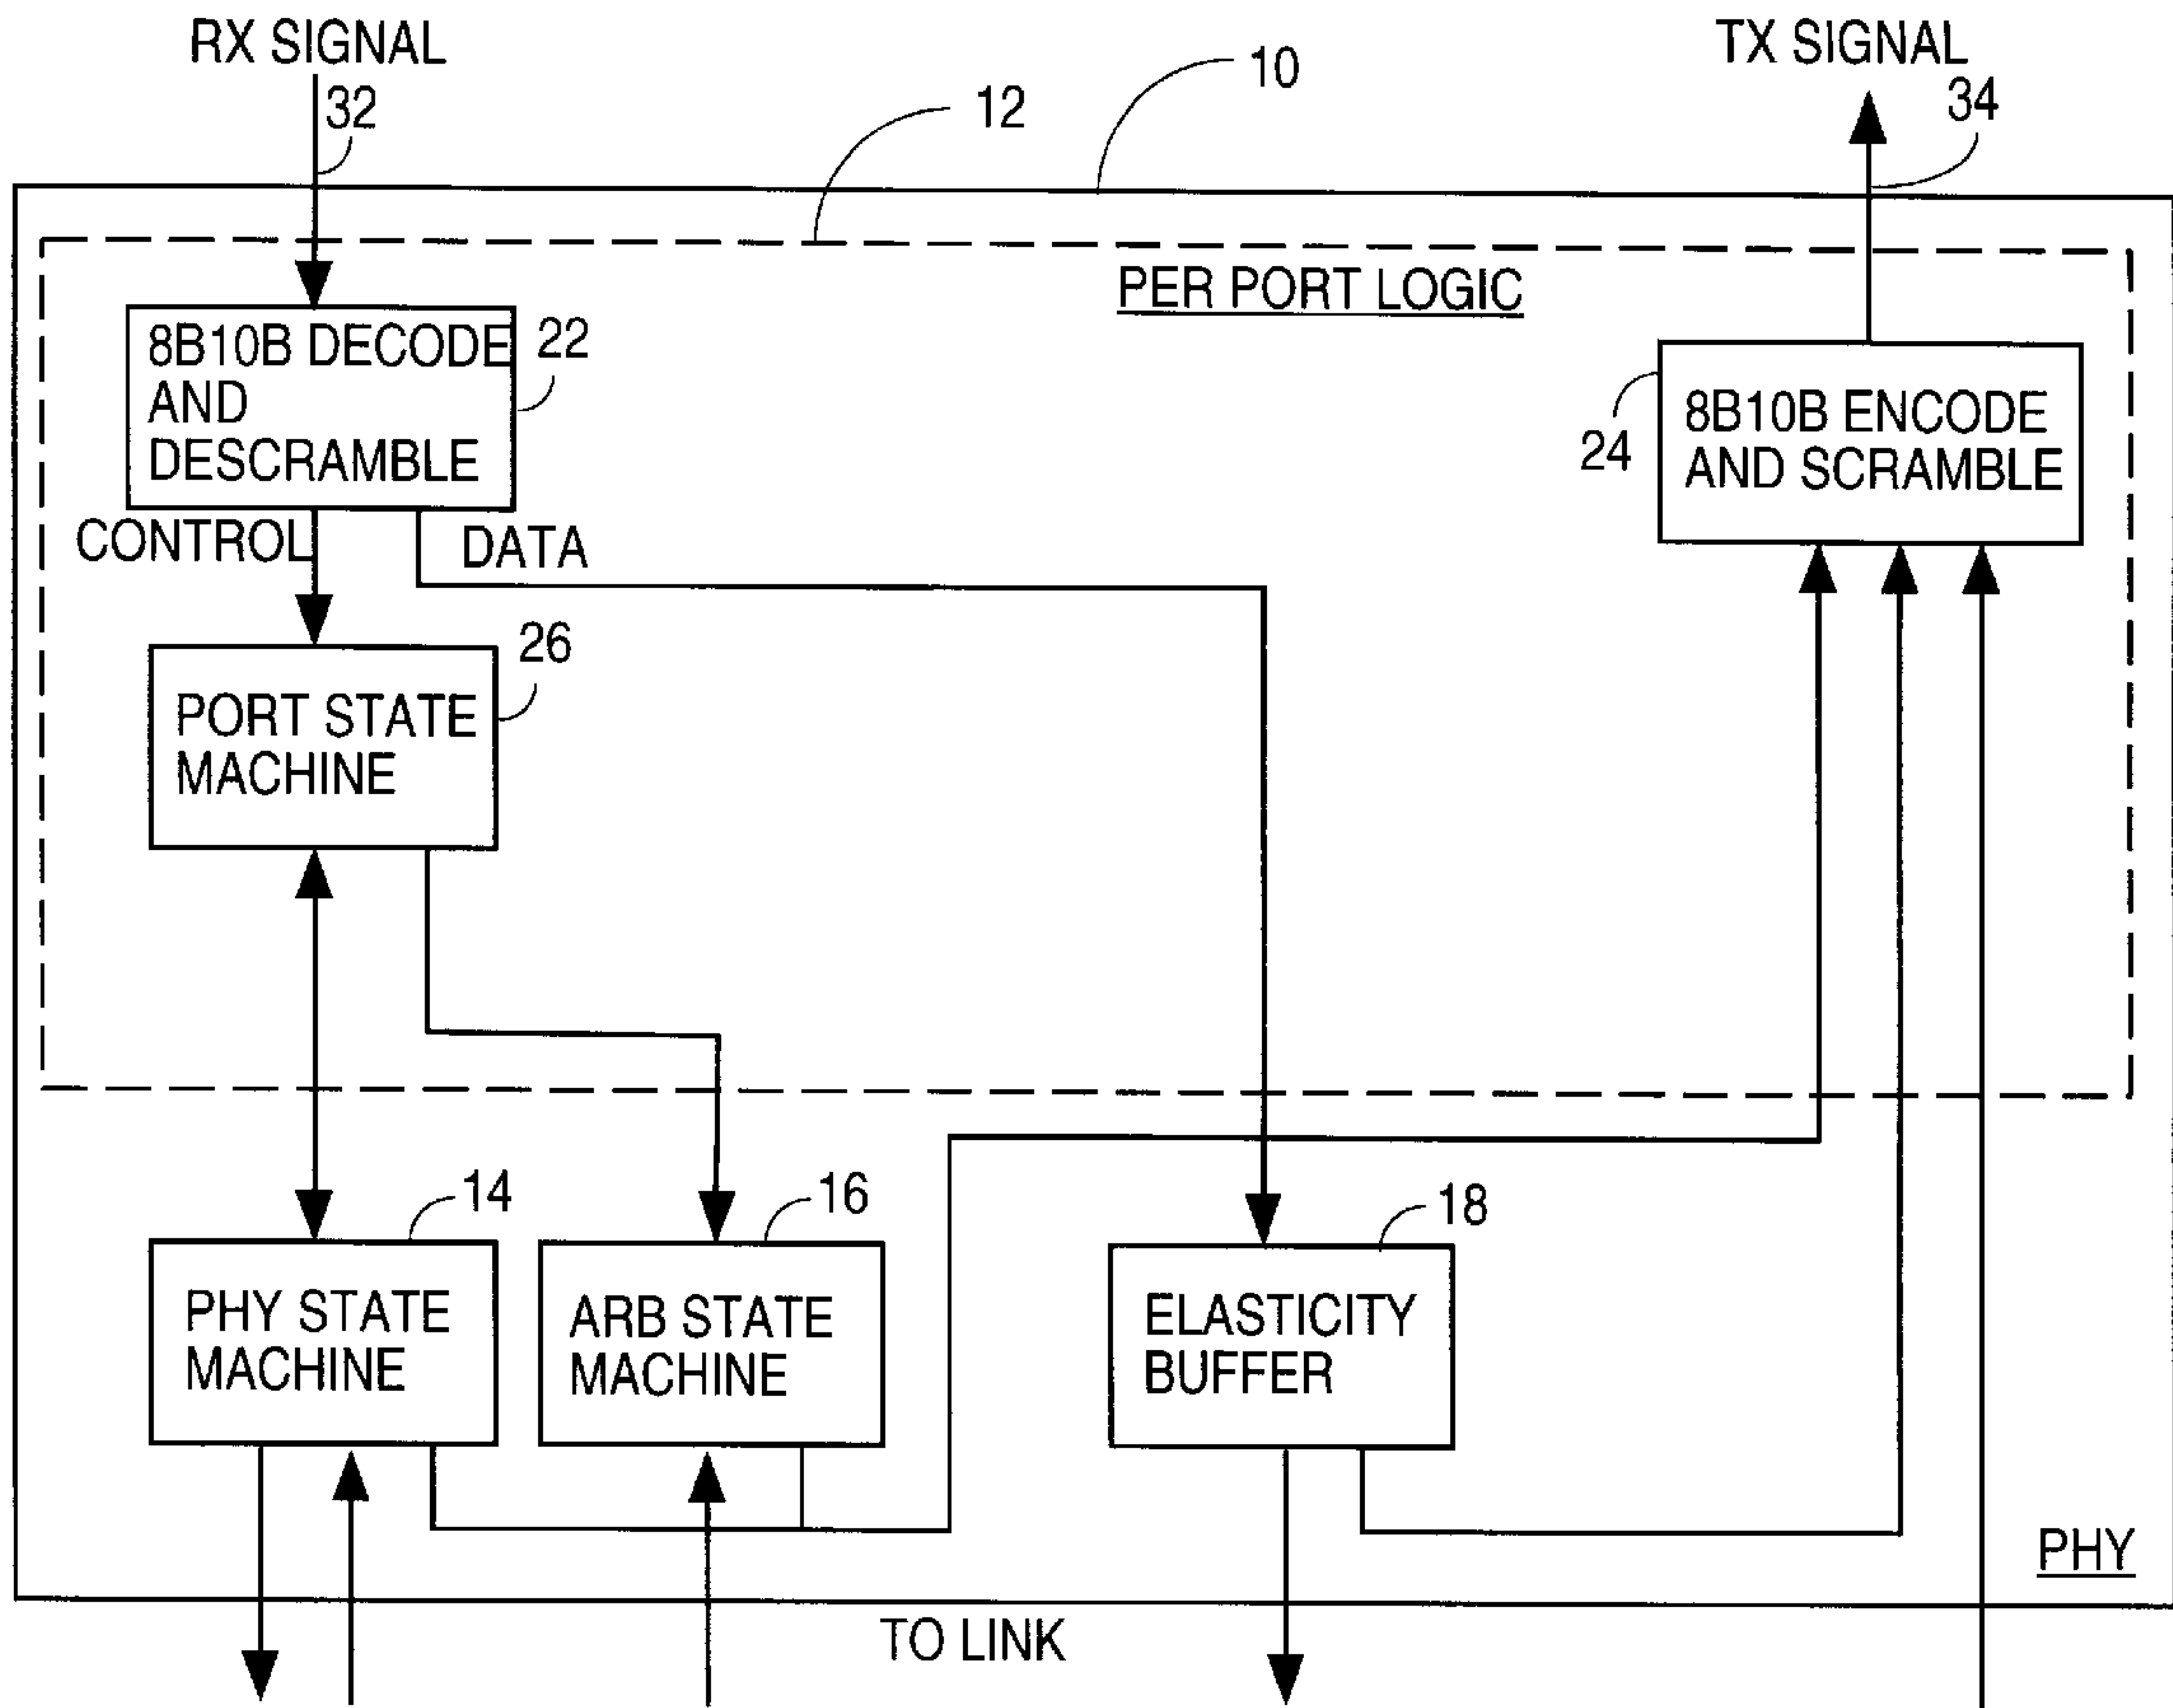 RX SIGNAL
TX SIGNAL
10
12
32
34
PER PORT LOGIC
8B10B DECODE
AND
DESCRAMBLE
22
8B10B ENCODE
AND SCRAMBLE
24
CONTROL
DATA
26
PORT STATE
MACHINE
14
16
18
PHY STATE
MACHINE
ARB STATE
MACHINE
ELASTICITY
BUFFER
PHY
TO LINK